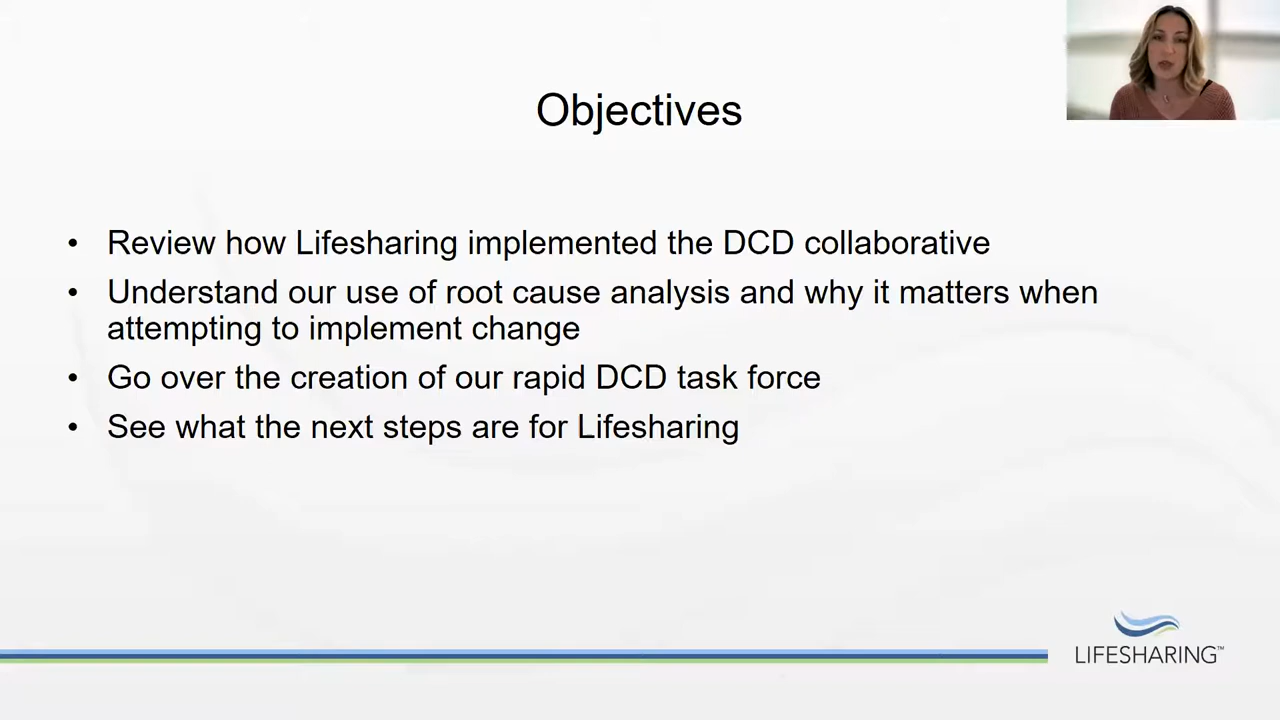 Objectives
• Review how Lifesharing implemented the DCD collaborative
• Understand our use of root cause analysis and why it matters when
attempting to implement change
• Go over the creation of our rapid DCD task force
• See what the next steps are for Lifesharing
LIFESHARING™